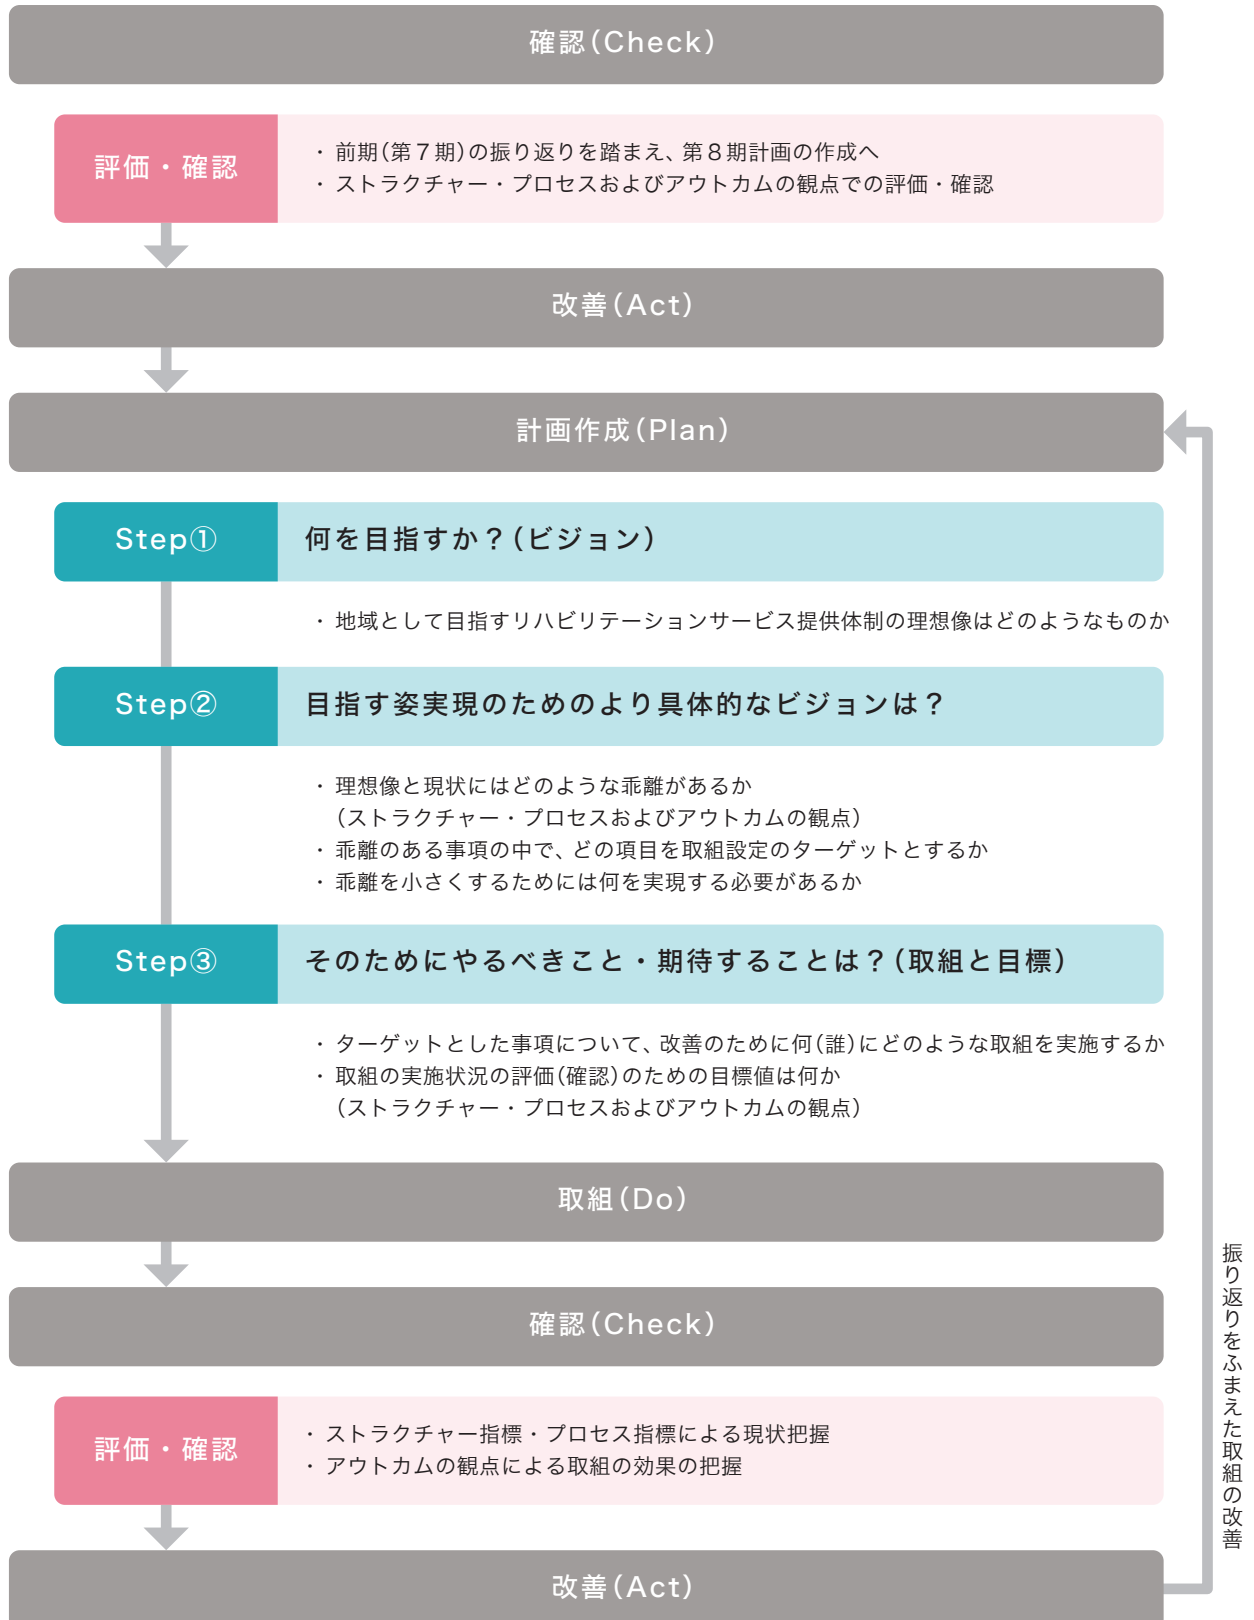 確認(Check)
評価・確認
・ 前期(第7期)の振り返りを踏まえ、第8期計画の作成へ
・ ストラクチャー・プロセスおよびアウトカムの観点での評価・確認
改善(Act)
計画作成(Plan)
Step①
何を目指すか？(ビジョン)
・ 地域として目指すリハビリテーションサービス提供体制の理想像はどのようなものか
Step②
目指す姿実現のためのより具体的なビジョンは？
・ 理想像と現状にはどのような乖離があるか
(ストラクチャー・プロセスおよびアウトカムの観点)
・ 乖離のある事項の中で、どの項目を取組設定のターゲットとするか
・ 乖離を小さくするためには何を実現する必要があるか
Step③
そのためにやるべきこと・期待することは？(取組と目標)
・ ターゲットとした事項について、改善のために何(誰)にどのような取組を実施するか
・ 取組の実施状況の評価(確認)のための目標値は何か
(ストラクチャー・プロセスおよびアウトカムの観点)
取組(Do)
確認(Check)
評価・確認
・ ストラクチャー指標・プロセス指標による現状把握
・ アウトカムの観点による取組の効果の把握
改善(Act)
振り返りをふまえた取組の改善